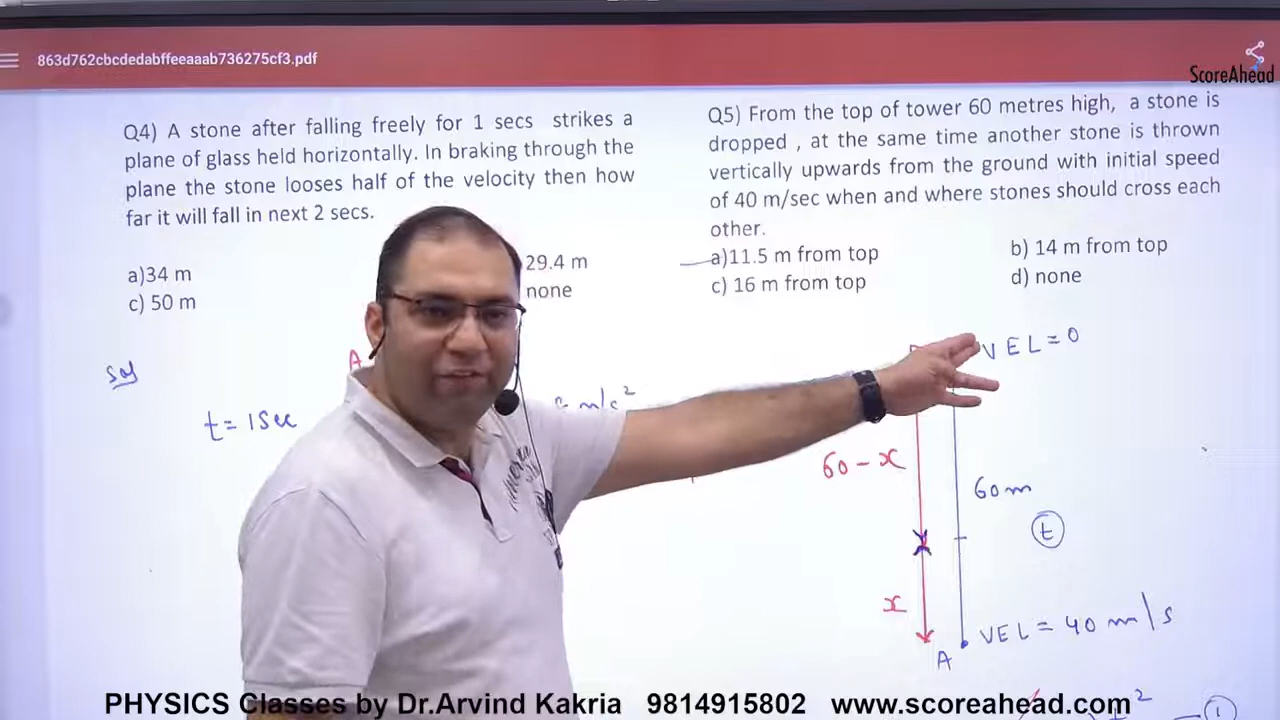 863d762cbcdedabffeeaaab736275cf3.pdf
ScoreAhead
Q4) A stone after falling freely for 1 secs strikes a
plane of glass held horizontally. In braking through the
plane the stone looses half of the velocity then how
far it will fall in next 2 secs.
a)34 m
29.4 m
c) 50 m
none
Sol
t = 1 sec
A
m/s²
Q5) From the top of tower 60 metres high, a stone is
dropped , at the same time another stone is thrown
vertically upwards from the ground with initial speed
of 40 m/sec when and where stones should cross each
other.
a)11.5 m from top
b) 14 m from top
c) 16 m from top
d) none
VEL = 0
60 - x
60 m
t
x
VEL = 40 m/s
A
PHYSICS Classes by Dr.Arvind Kakria 9814915802 www.scoreahead.com